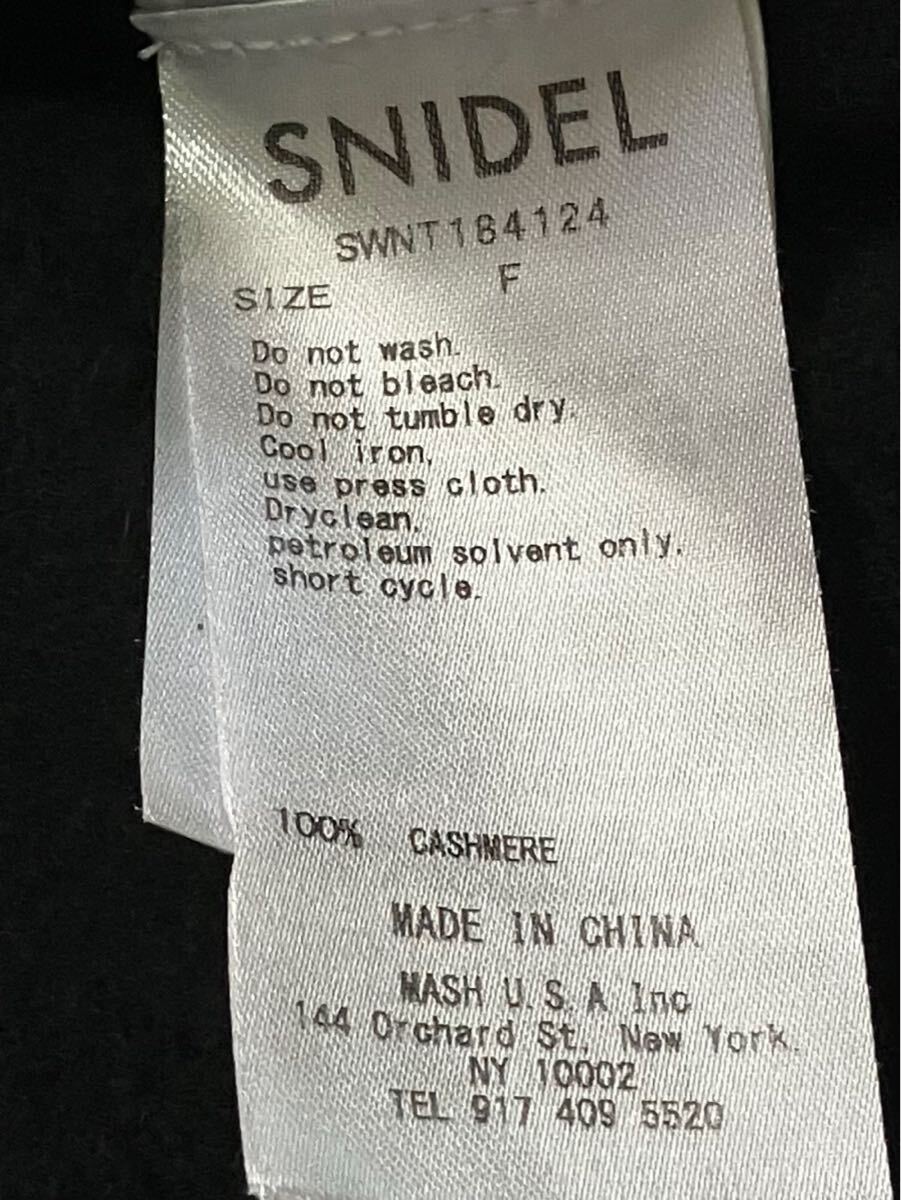 SNIDEL
SWNT184124
SIZE F
Do not wash.
Do not bleach.
Do not tumble dry.
Cool iron,
use press cloth.
Dryclean,
petroleum solvent only.
short cycle.
100% CASHMERE
MADE IN CHINA
MASH U.S.A Inc
144 Orchard St. New York.
NY 10002
TEL 917 409 5520